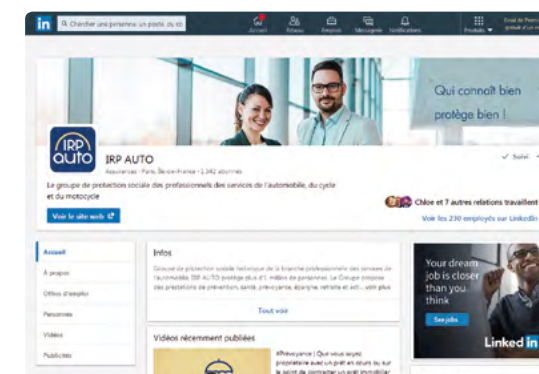 in
Chercher une personne, un poste, du co
Accueil Réseau Emplois Messagerie Notifications Produits
Qui connaît bien
protège bien !
IRP
auto
IRP AUTO
Assurances · Paris, Île-de-France · 1 342 abonnés
Suivi
Le groupe de protection sociale des professionnels des services de l'automobile, du cycle
et du motocycle
Chloe et 7 autres relations travaillent
Voir le site web
Voir les 230 employés sur LinkedIn
Accueil
À propos
Offres d'emploi
Personnes
Vidéos
Publicités
Infos
Groupe de protection sociale historique de la branche professionnelle des services de
l'automobile, IRP AUTO protège plus d'1 million de personnes. Le Groupe propose
des prestations de prévention, santé, prévoyance, épargne, retraite et acti... voir plus
Tout voir
Vidéos récemment publiées
#Prévoyance | Que vous soyez
propriétaire avec un prêt en cours ou sur
le point de contracter un prêt immobilier
Your dream
job is closer
than you
think
See jobs
Linked in